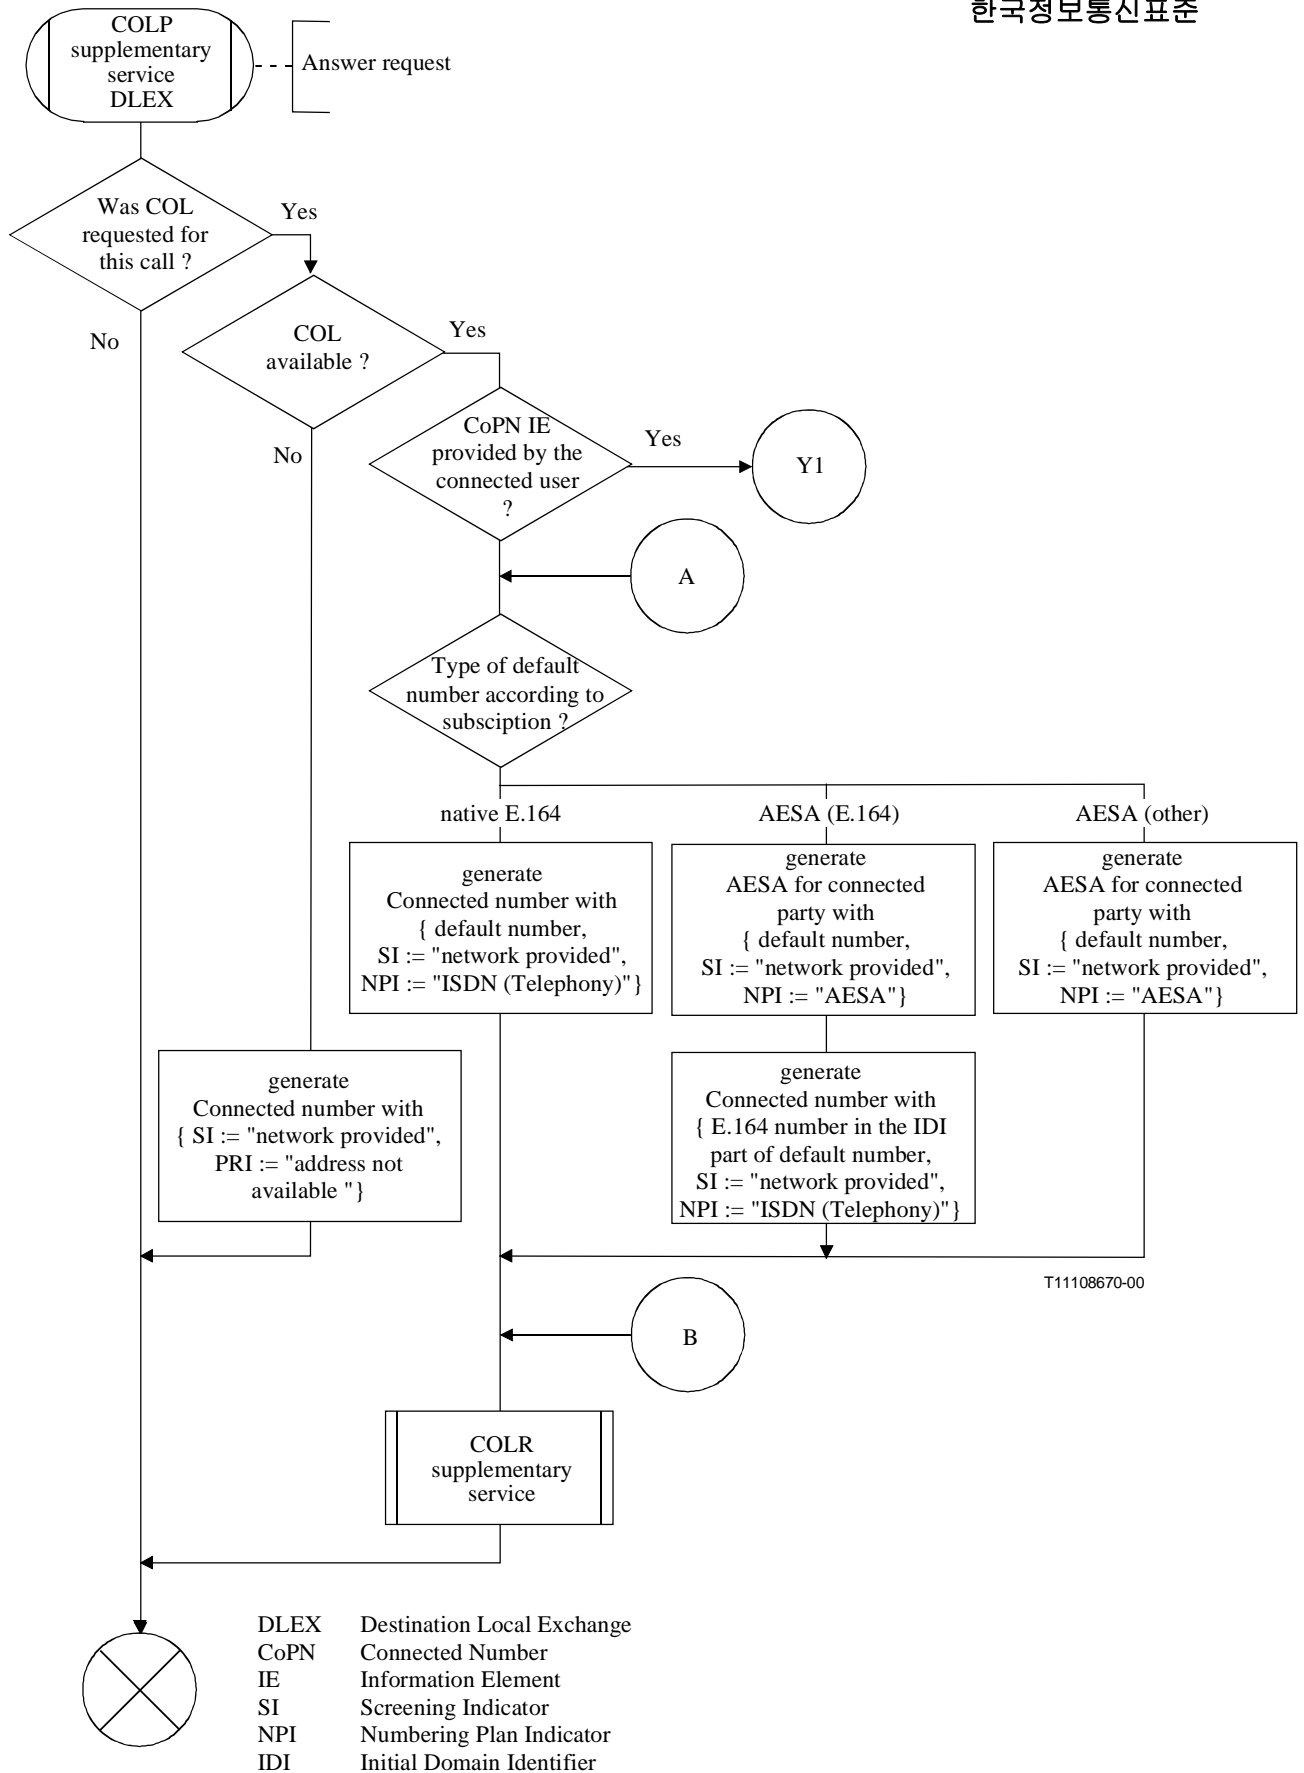 한국정보통신표준
COLP
supplementary
service
DLEX
Answer request
Was COL
requested for
this call ?
Yes
No
COL
available ?
Yes
No
CoPN IE
provided by the
connected user
?
Yes
Y1
A
Type of default
number according to
subsciption ?
native E.164
AESA (E.164)
AESA (other)
generate
Connected number with
{ default number,
SI := "network provided",
NPI := "ISDN (Telephony)"}
generate
AESA for connected
party with
{ default number,
SI := "network provided",
NPI := "AESA"}
generate
AESA for connected
party with
{ default number,
SI := "network provided",
NPI := "AESA"}
generate
Connected number with
{ SI := "network provided",
PRI := "address not
available "}
generate
Connected number with
{ E.164 number in the IDI
part of default number,
SI := "network provided",
NPI := "ISDN (Telephony)"}
T11108670-00
B
COLR
supplementary
service
DLEX Destination Local Exchange
CoPN Connected Number
IE Information Element
SI Screening Indicator
NPI Numbering Plan Indicator
IDI Initial Domain Identifier